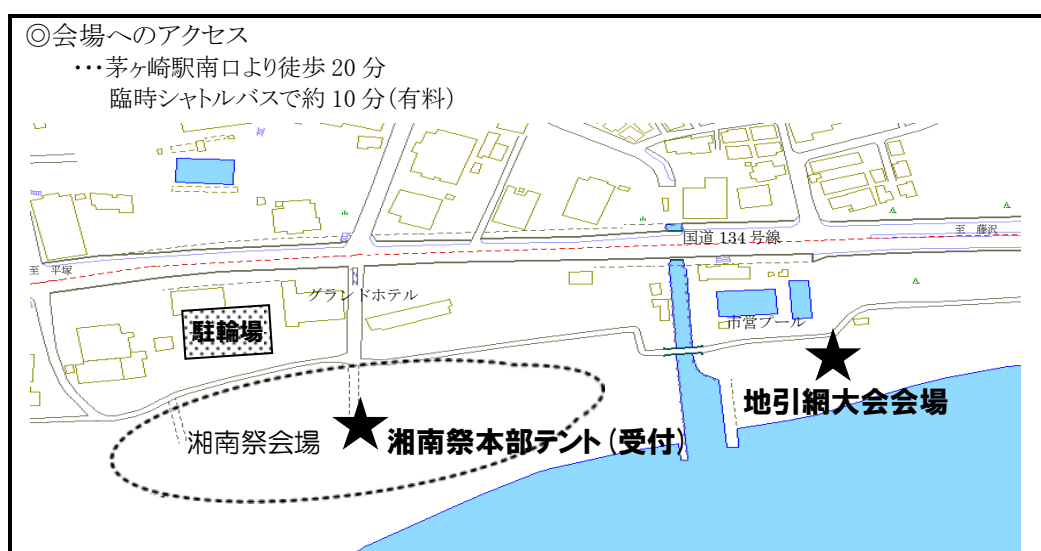 ◎会場へのアクセス
・・・茅ヶ崎駅南口より徒歩 20 分
臨時シャトルバスで約 10 分(有料)
国道 134 号線
至 藤沢
至 平塚
グランドホテル
駐輪場
市営プール
地引網大会会場
湘南祭会場
湘南祭本部テント(受付)